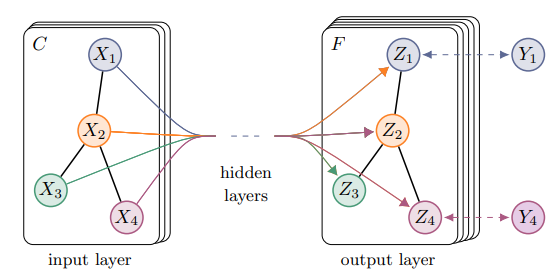 C
X₁
X₂
X₃
X₄
input layer
hidden
layers
F
Z₁
Z₂
Z₃
Z₄
output layer
Y₁
Y₄